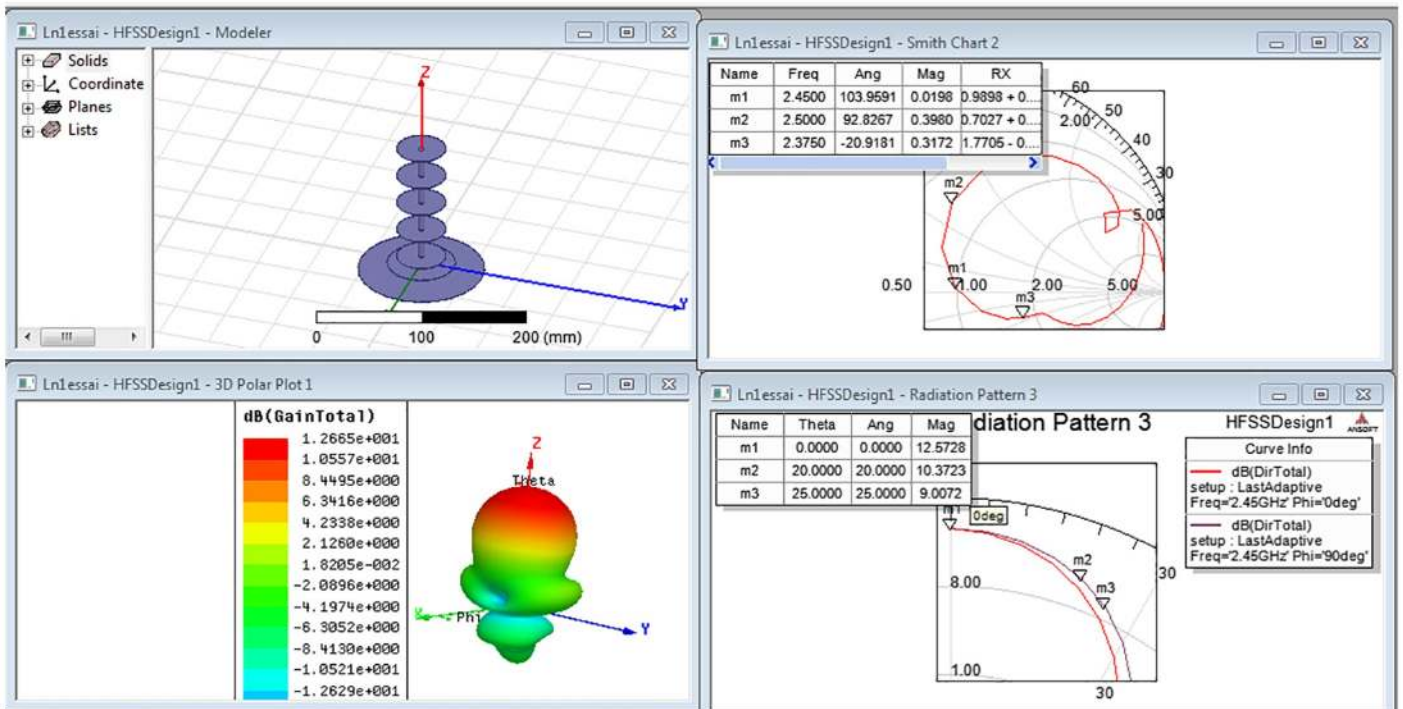 Ln1essai - HFSSDesign1 - Modeler
Solids
Coordinate
Planes
Lists
Z
Y
0 100 200 (mm)
Ln1essai - HFSSDesign1 - Smith Chart 2
Name Freq Ang Mag RX
m1 2.4500 103.9591 0.0198 0.9898 + 0....
m2 2.5000 92.8267 0.3980 0.7027 + 0....
m3 2.3750 -20.9181 0.3172 1.7705 - 0....
60
50
2.00
40
30
m2
5.00
m1
0.50 1.00 2.00 5.00
m3
Ln1essai - HFSSDesign1 - 3D Polar Plot 1
dB(GainTotal)
1.2665e+001
1.0557e+001
8.4495e+000
6.3416e+000
4.2338e+000
2.1260e+000
1.8205e-002
-2.0896e+000
-4.1974e+000
-6.3052e+000
-8.4130e+000
-1.0521e+001
-1.2629e+001
Z
Theta
Phi
Y
Ln1essai - HFSSDesign1 - Radiation Pattern 3
Name Theta Ang Mag
m1 0.0000 0.0000 12.5728
m2 20.0000 20.0000 10.3723
m3 25.0000 25.0000 9.0072
diation Pattern 3
HFSSDesign1
ANSOFT
Curve Info
dB(DirTotal)
setup : LastAdaptive
Freq='2.45GHz' Phi='0deg'
dB(DirTotal)
setup : LastAdaptive
Freq='2.45GHz' Phi='90deg'
m1
0deg
m2
30
m3
8.00
1.00
30